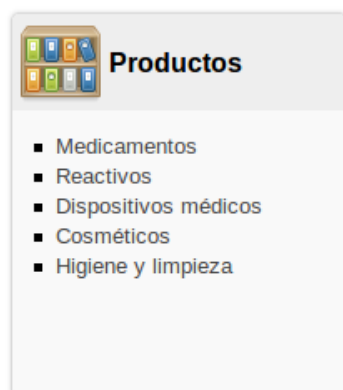 Productos
Medicamentos
Reactivos
Dispositivos médicos
Cosméticos
Higiene y limpieza